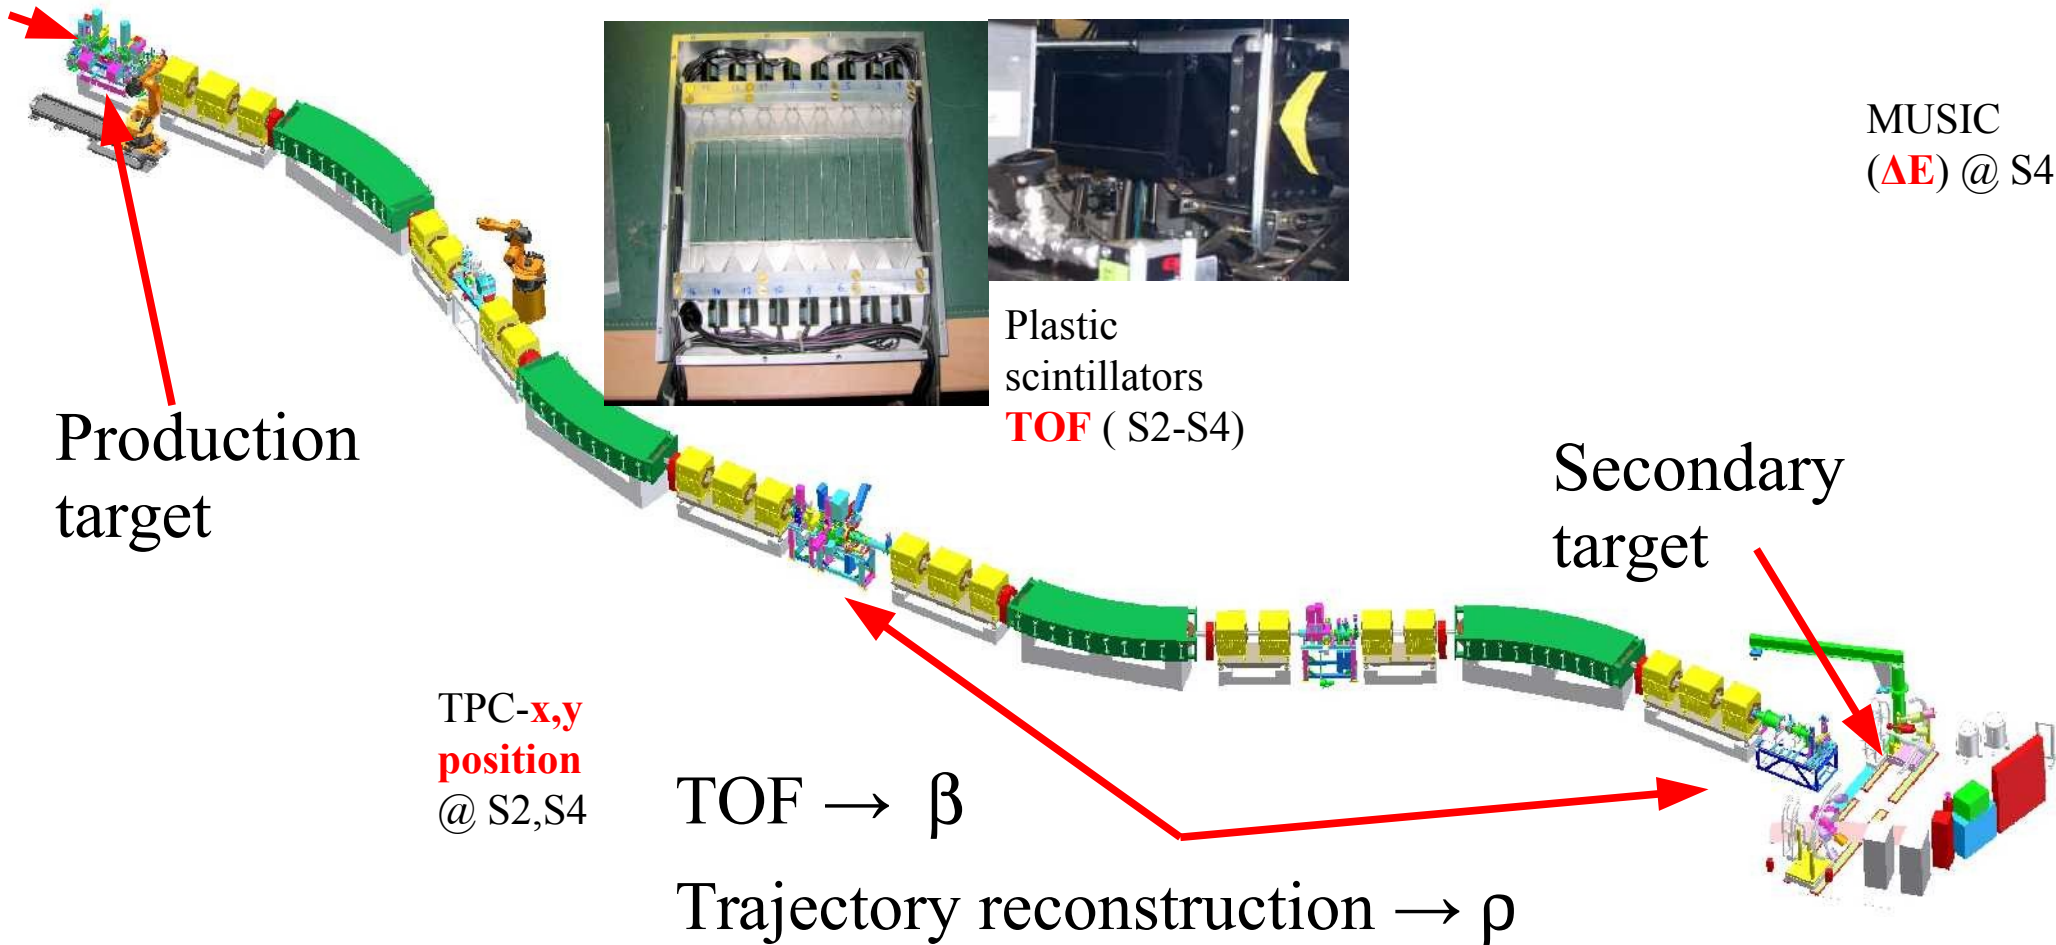 MUSIC
(ΔE) @ S4
Plastic
scintillators
TOF ( S2-S4)
Production
target
Secondary
target
TPC-x,y
position
@ S2,S4
TOF → β
Trajectory reconstruction → ρ